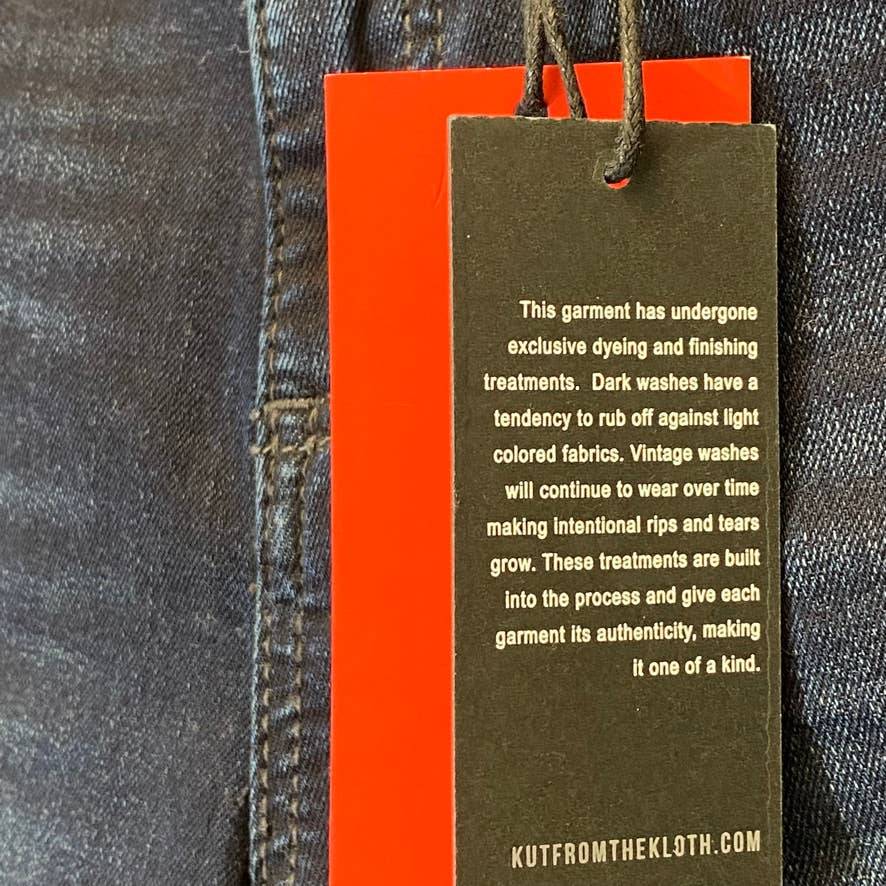 This garment has undergone
exclusive dyeing and finishing
treatments. Dark washes have a
tendency to rub off against light
colored fabrics. Vintage washes
will continue to wear over time
making intentional rips and tears
grow. These treatments are built
into the process and give each
garment its authenticity, making
it one of a kind.
KUTFROMTHEKLOTH.COM